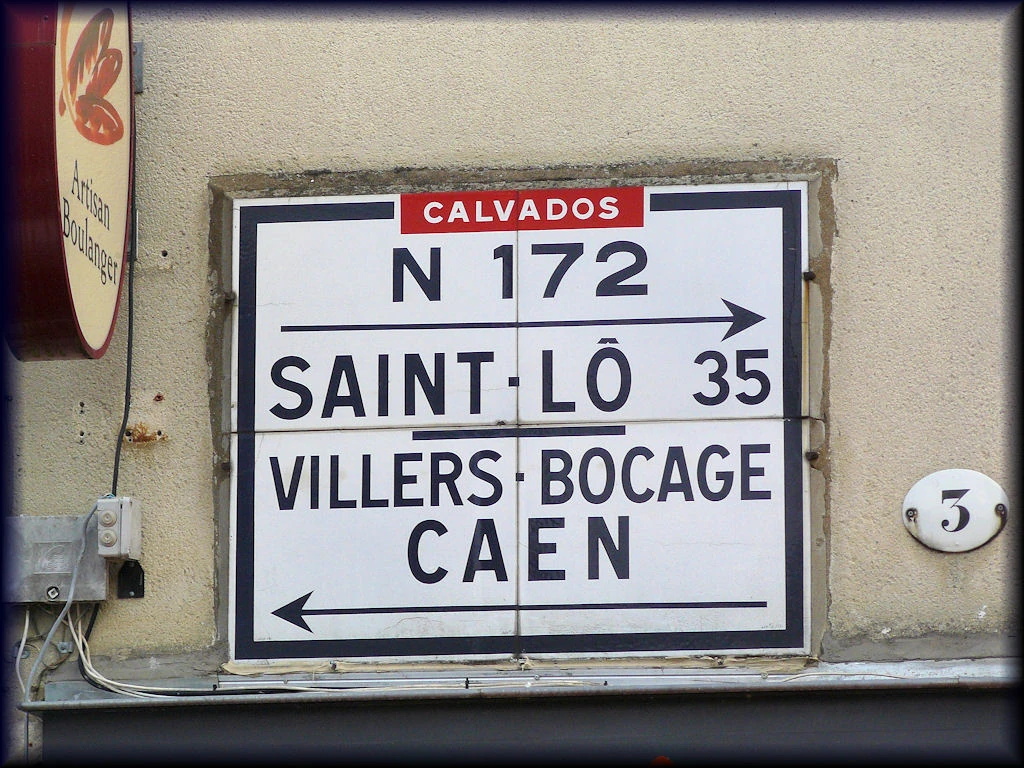 Artisan
Boulanger
CALVADOS
N 172
SAINT-LÔ 35
VILLERS-BOCAGE
CAEN
3